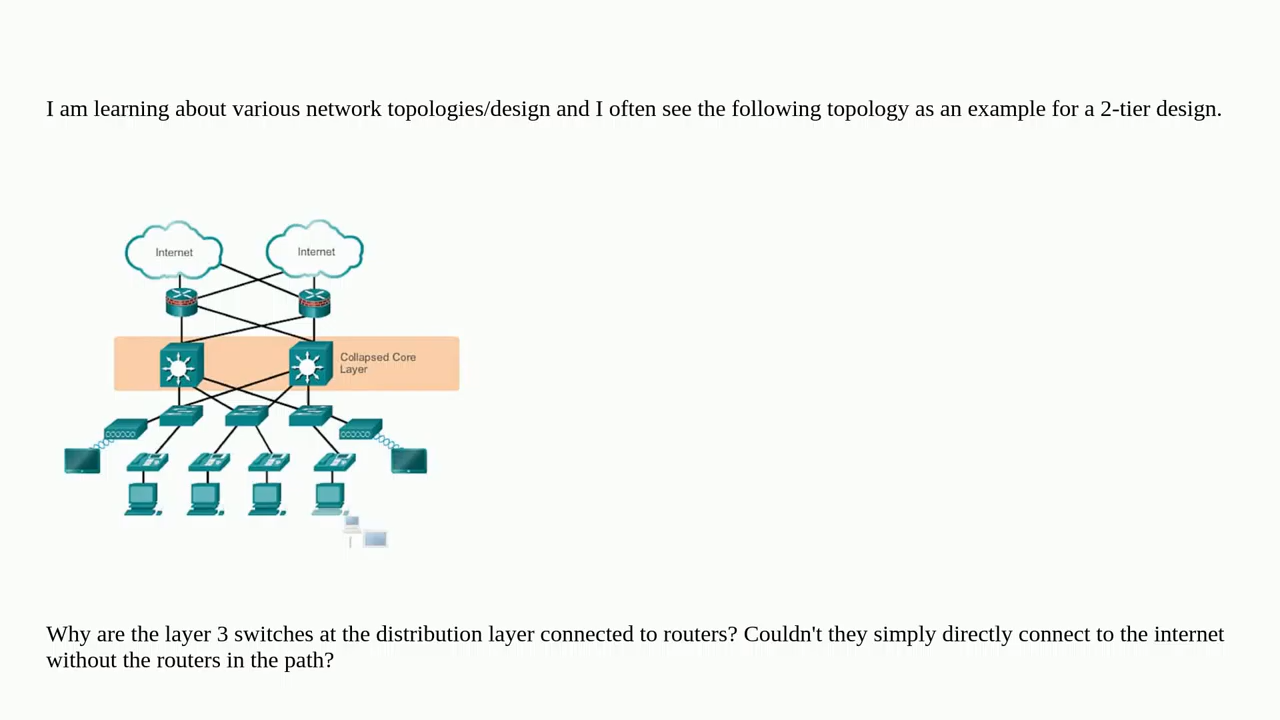 I am learning about various network topologies/design and I often see the following topology as an example for a 2-tier design.
Internet
Internet
Collapsed Core
Layer
Why are the layer 3 switches at the distribution layer connected to routers? Couldn't they simply directly connect to the internet
without the routers in the path?